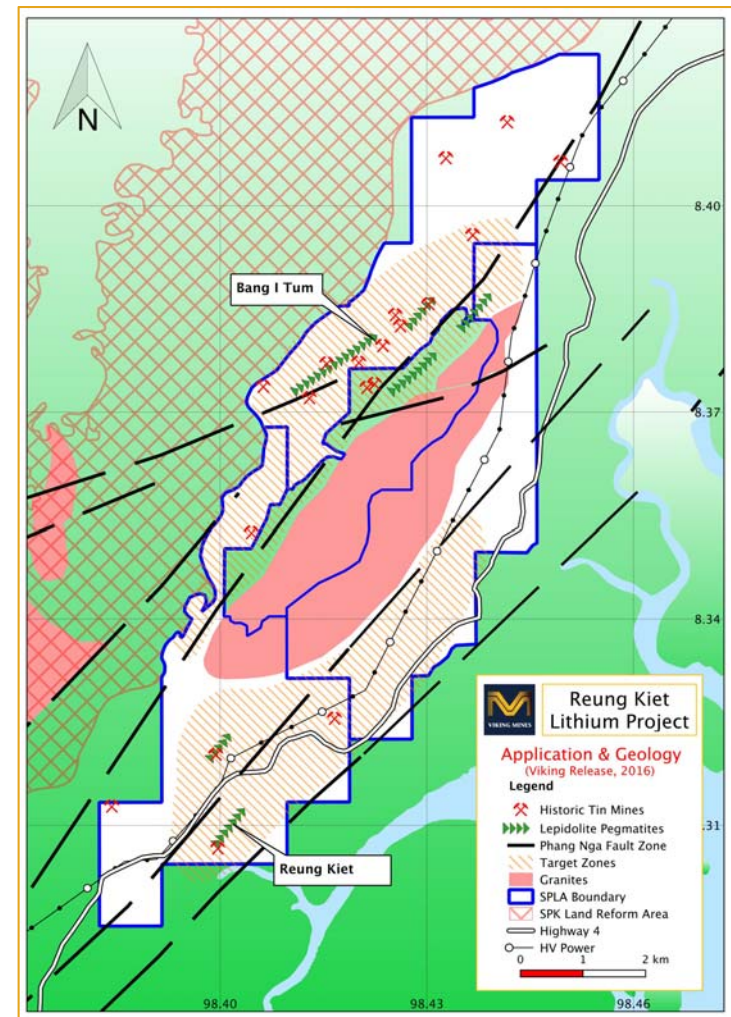 N
8.40
Bang I Tum
8.37
8.34
Reung Kiet
8.31
98.40
98.43
98.46
VIKING MINES
Reung Kiet
Lithium Project
Application & Geology
(Viking Release, 2016)
Legend
Historic Tin Mines
Lepidolite Pegmatites
Phang Nga Fault Zone
Target Zones
Granites
SPLA Boundary
SPK Land Reform Area
Highway 4
HV Power
0 1 2 km